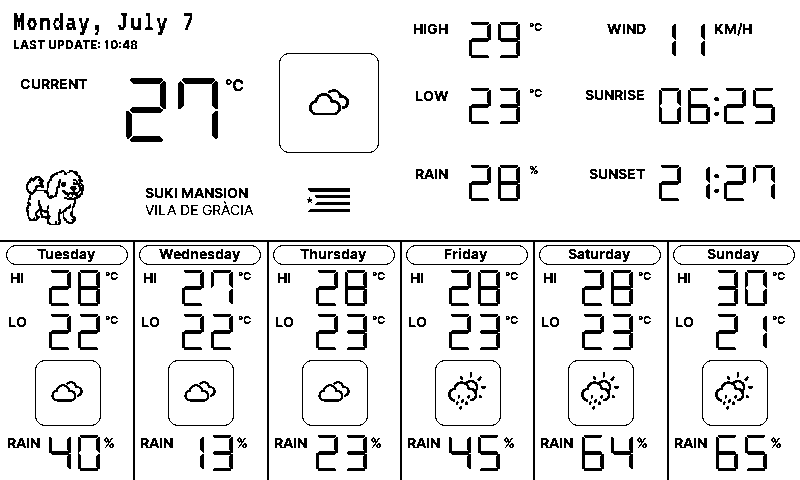 Monday, July 7
LAST UPDATE: 10:48
CURRENT 27 °C
SUKI MANSION
VILA DE GRÀCIA
HIGH 29 °C
LOW 23 °C
RAIN 28 %
WIND 11 KM/H
SUNRISE 06:25
SUNSET 21:27
Tuesday
HI 28 °C
LO 22 °C
RAIN 40 %
Wednesday
HI 27 °C
LO 22 °C
RAIN 13 %
Thursday
HI 28 °C
LO 23 °C
RAIN 23 %
Friday
HI 28 °C
LO 23 °C
RAIN 45 %
Saturday
HI 28 °C
LO 23 °C
RAIN 64 %
Sunday
HI 30 °C
LO 21 °C
RAIN 65 %